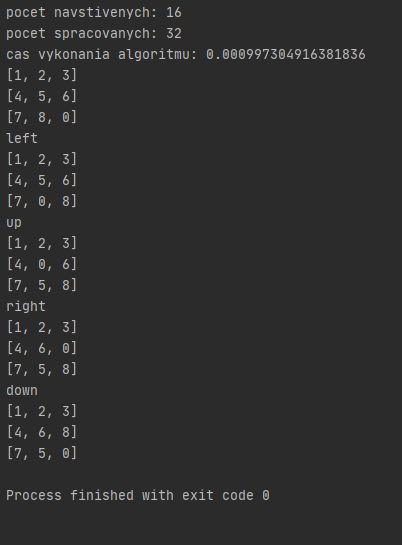 pocet navstivenych: 16
pocet spracovanych: 32
cas vykonania algoritmu: 0.000997304916381836
[1, 2, 3]
[4, 5, 6]
[7, 8, 0]
left
[1, 2, 3]
[4, 5, 6]
[7, 0, 8]
up
[1, 2, 3]
[4, 0, 6]
[7, 5, 8]
right
[1, 2, 3]
[4, 6, 0]
[7, 5, 8]
down
[1, 2, 3]
[4, 6, 8]
[7, 5, 0]
Process finished with exit code 0